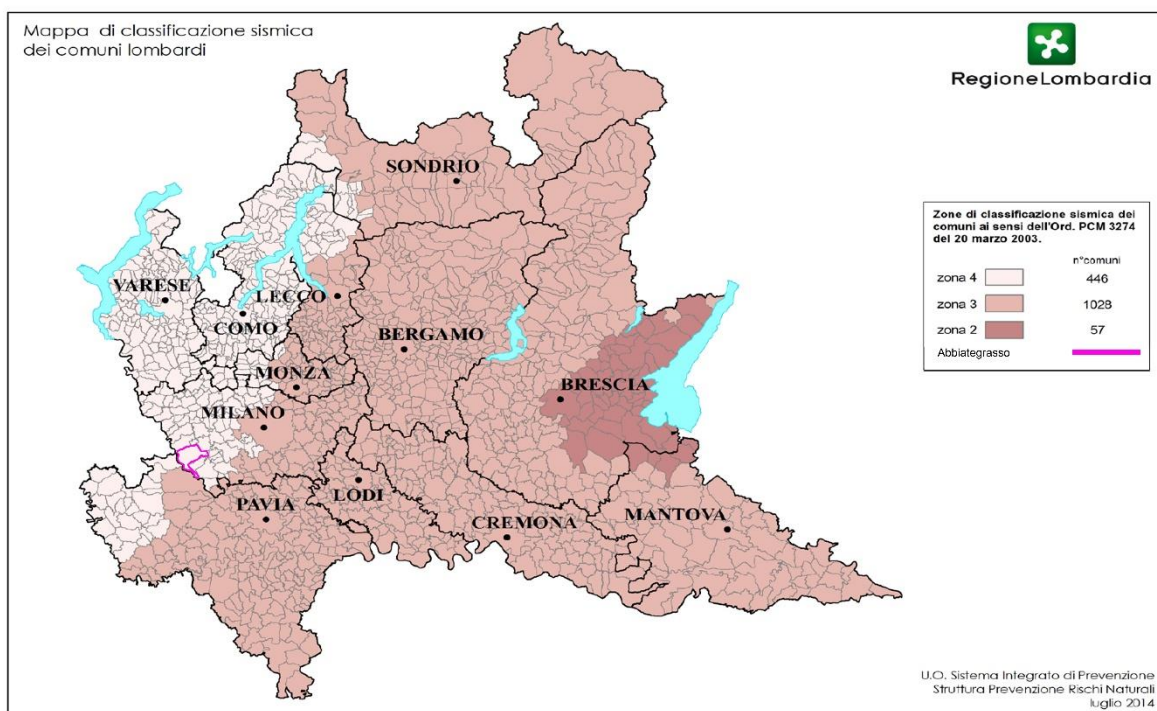 Mappa di classificazione sismica
dei comuni lombardi
RegioneLombardia
SONDRIO
VARESE
LECCO
COMO
BERGAMO
MONZA
BRESCIA
MILANO
LODI
PAVIA
CREMONA
MANTOVA
Zone di classificazione sismica dei
comuni ai sensi dell'Ord. PCM 3274
del 20 marzo 2003.
n°comuni
zona 4 446
zona 3 1028
zona 2 57
Abbiategrasso
U.O. Sistema Integrato di Prevenzione
Struttura Prevenzione Rischi Naturali
luglio 2014